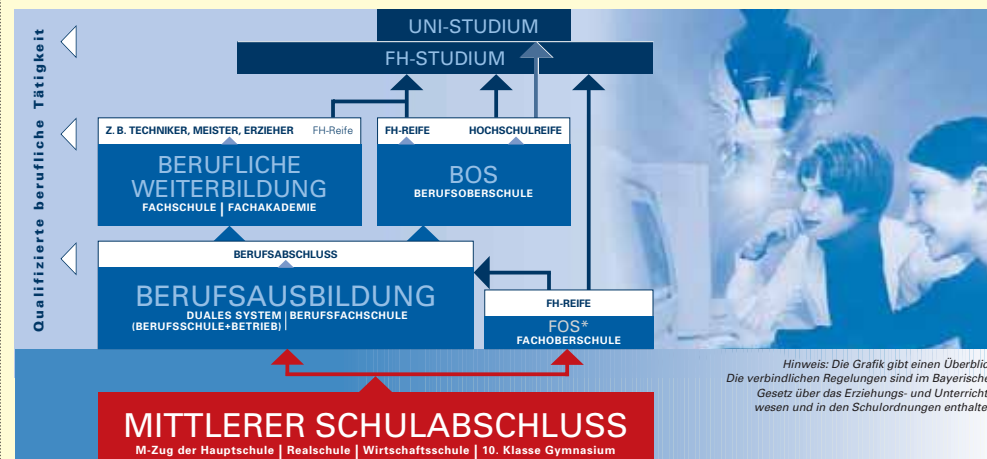 Qualifizierte berufliche Tätigkeit
UNI-STUDIUM
FH-STUDIUM
Z. B. TECHNIKER, MEISTER, ERZIEHER FH-Reife
BERUFLICHE
WEITERBILDUNG
FACHSCHULE | FACHAKADEMIE
FH-REIFE HOCHSCHULREIFE
BOS
BERUFSOBERSCHULE
BERUFSABSCHLUSS
BERUFSAUSBILDUNG
DUALES SYSTEM | BERUFSFACHSCHULE
(BERUFSSCHULE+BETRIEB) |
FH-REIFE
FOS*
FACHOBERSCHULE
Hinweis: Die Grafik gibt einen Überblic
Die verbindlichen Regelungen sind im Bayerische
Gesetz über das Erziehungs- und Unterricht
wesen und in den Schulordnungen enthalte
MITTLERER SCHULABSCHLUSS
M-Zug der Hauptschule | Realschule | Wirtschaftsschule | 10. Klasse Gymnasium